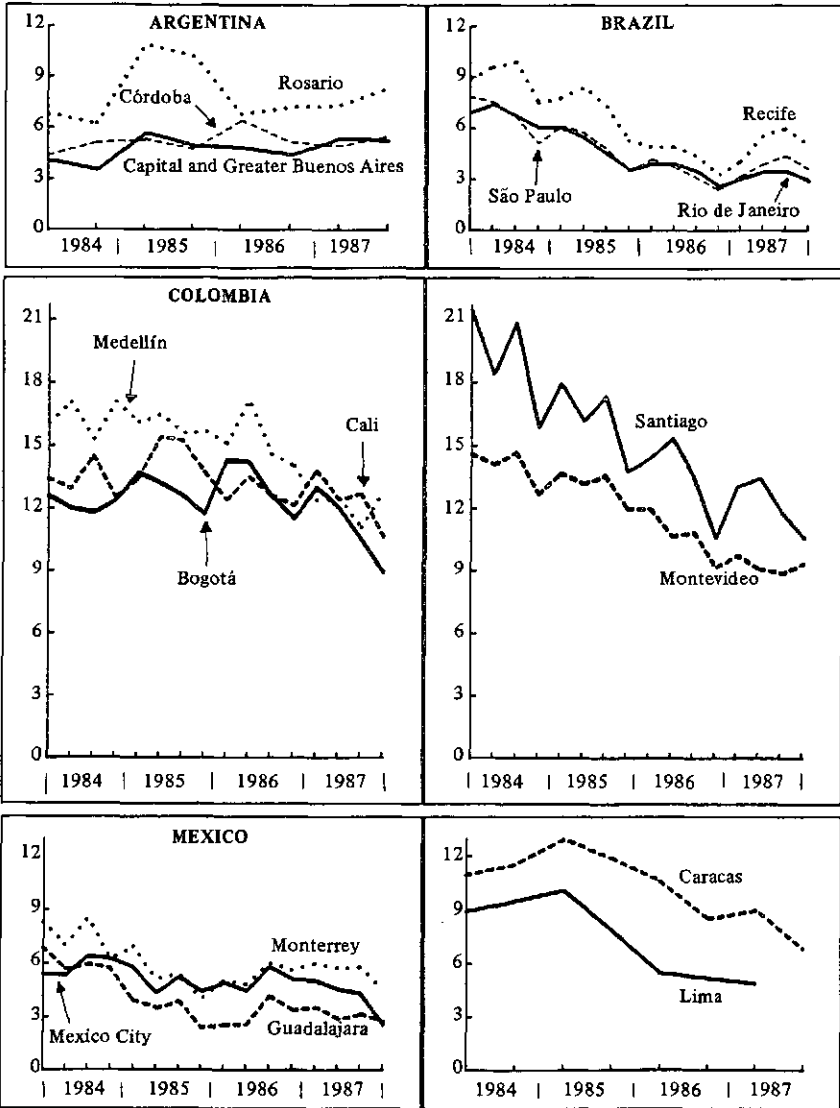 ARGENTINA
12
9
6
3
0
Rosario
Córdoba
Capital and Greater Buenos Aires
| 1984 | 1985 | 1986 | 1987 |
BRAZIL
12
9
6
3
0
Recife
São Paulo
Rio de Janeiro
| 1984 | 1985 | 1986 | 1987 |
COLOMBIA
21
18
15
12
9
6
3
0
Medellín
Cali
Bogotá
| 1984 | 1985 | 1986 | 1987 |
21
18
15
12
9
6
3
0
Santiago
Montevideo
| 1984 | 1985 | 1986 | 1987 |
MEXICO
12
9
6
3
0
Monterrey
Mexico City
Guadalajara
| 1984 | 1985 | 1986 | 1987 |
12
9
6
3
0
Caracas
Lima
| 1984 | 1985 | 1986 | 1987 |